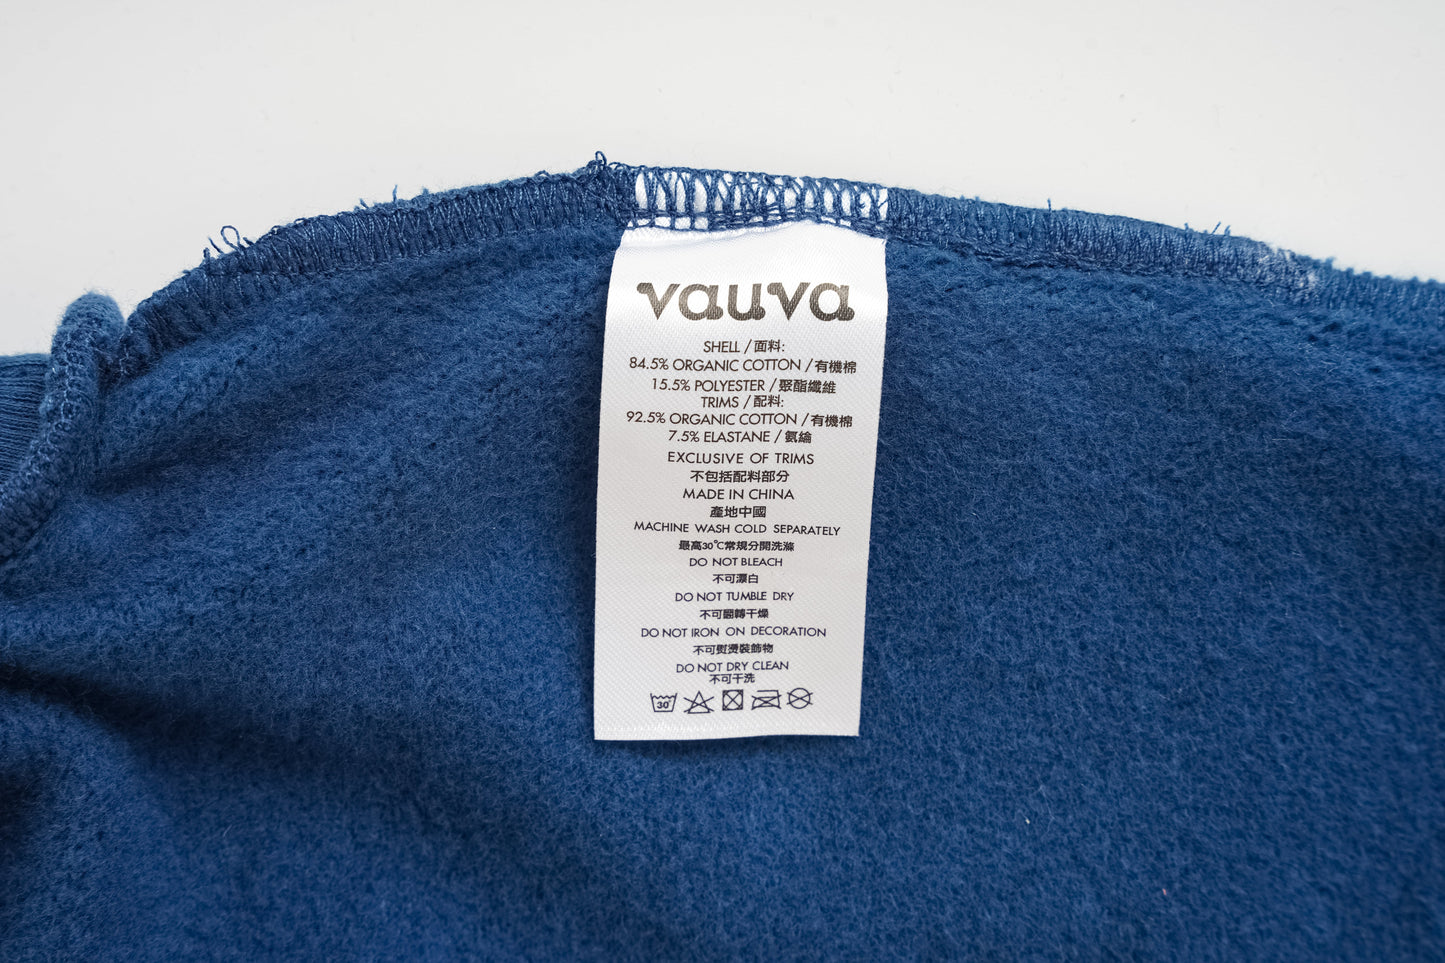 vauva
SHELL / 面料:
84.5% ORGANIC COTTON / 有機棉
15.5% POLYESTER / 聚酯纖維
TRIMS / 配料:
92.5% ORGANIC COTTON / 有機棉
7.5% ELASTANE / 氨綸
EXCLUSIVE OF TRIMS
不包括配料部分
MADE IN CHINA
產地中國
MACHINE WASH COLD SEPARATELY
最高30℃常規分開洗滌
DO NOT BLEACH
不可漂白
DO NOT TUMBLE DRY
不可翻轉干燥
DO NOT IRON ON DECORATION
不可熨燙裝飾物
DO NOT DRY CLEAN
不可干洗
30